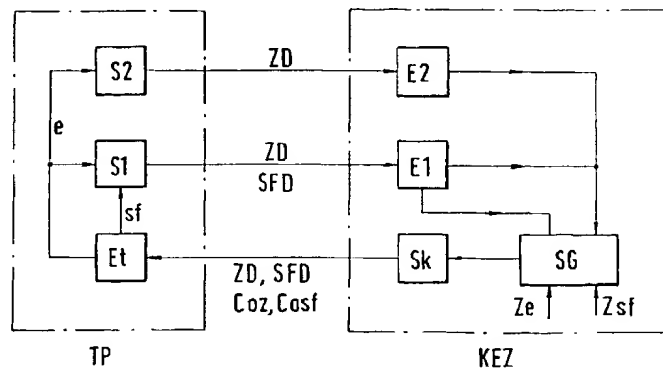 S2
ZD
E2
e
S1
ZD
SFD
E1
sf
Et
ZD, SFD
Coz, Cosf
Sk
SG
Ze
Zsf
TP
KEZ